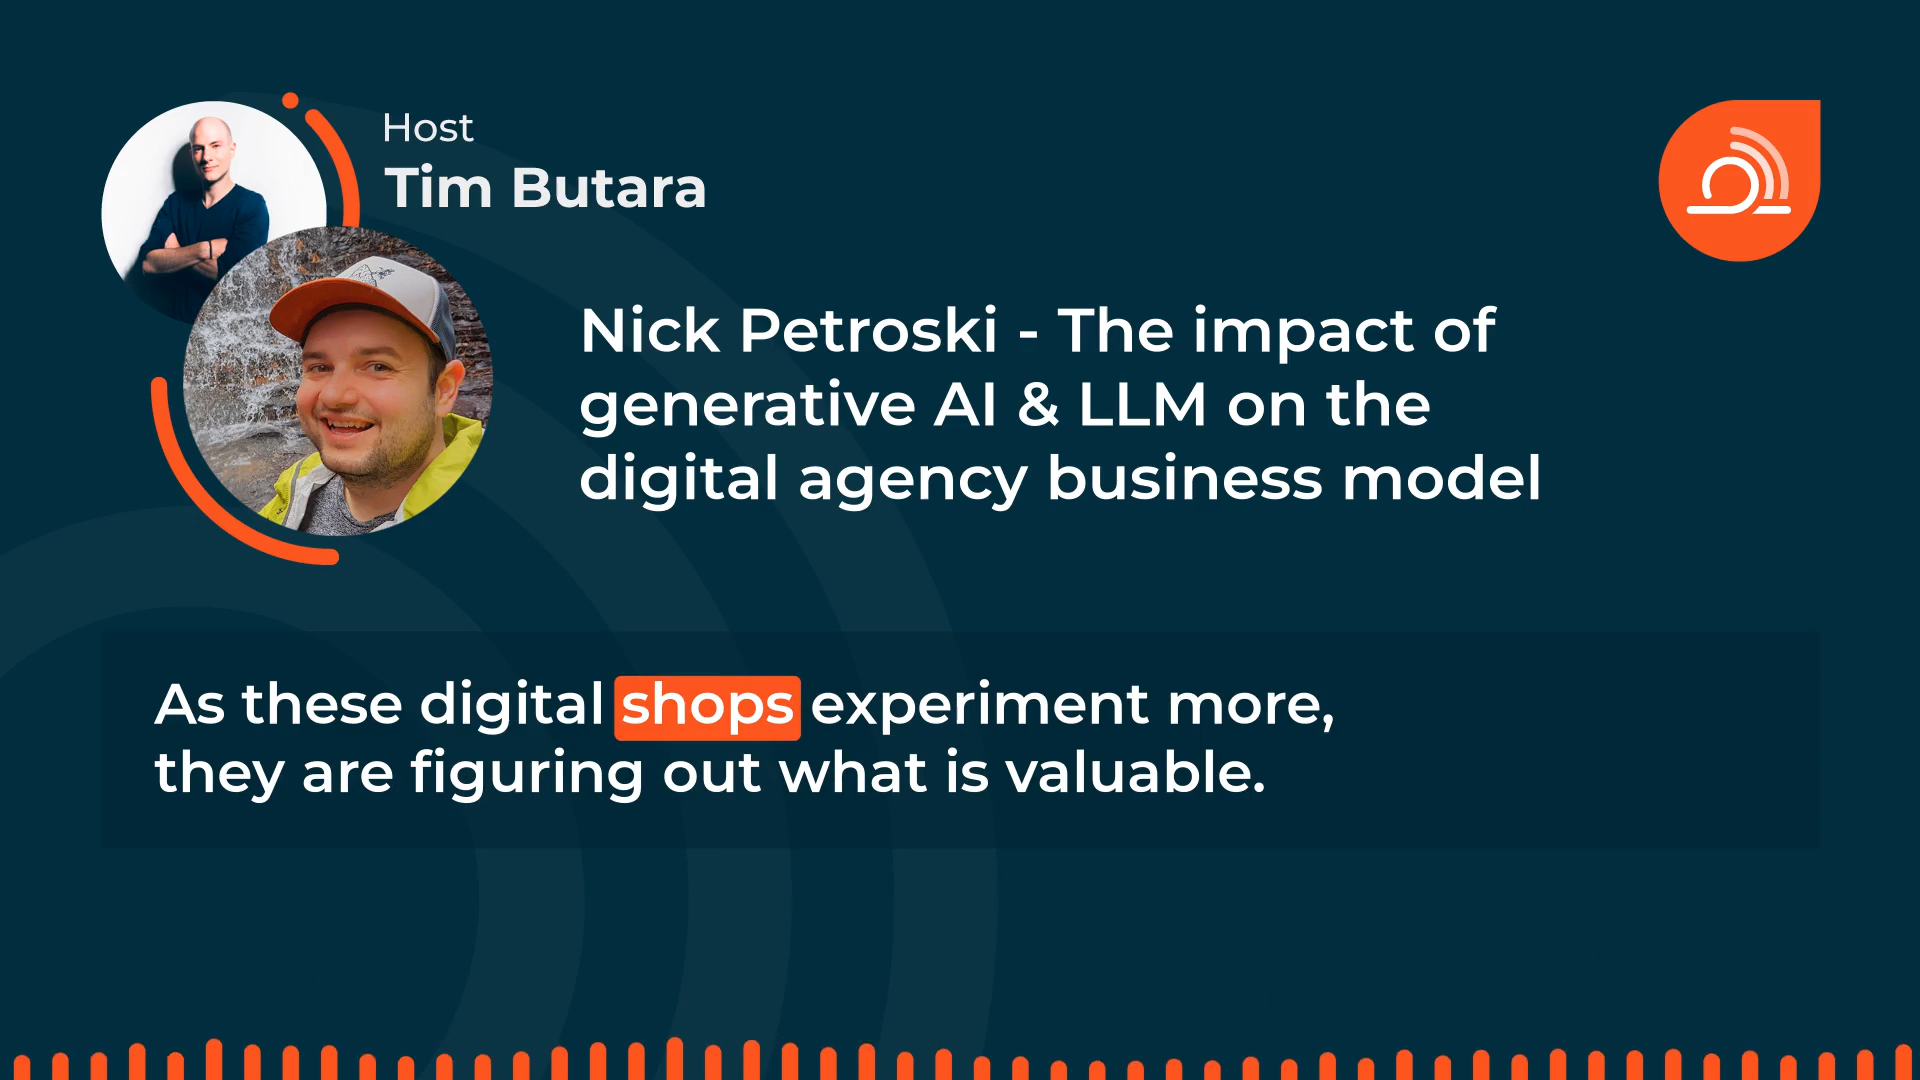 Host
Tim Butara
Nick Petroski - The impact of
generative AI & LLM on the
digital agency business model
As these digital shops experiment more,
they are figuring out what is valuable.